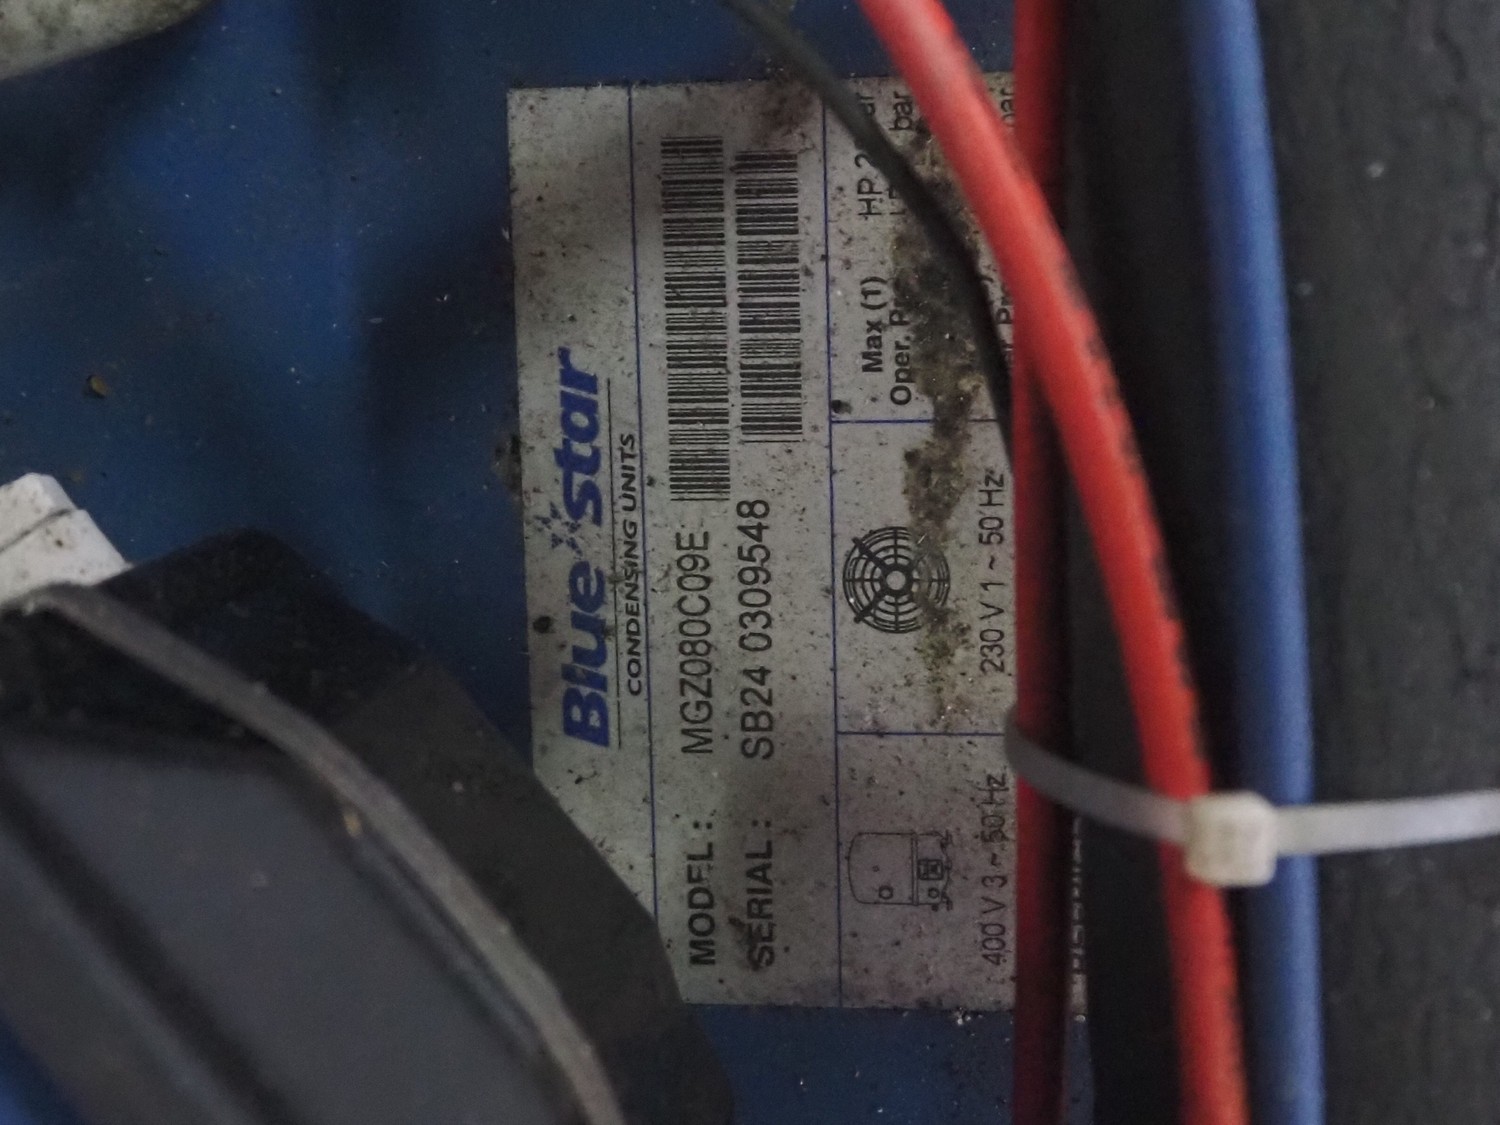 Blue star
CONDENSING UNITS
MODEL: MGZ080C09E
SERIAL: SB24 0309548
Max (1) HP
Oper. bar
400 V 3 ~ 50 Hz 230 V 1 ~ 50 Hz